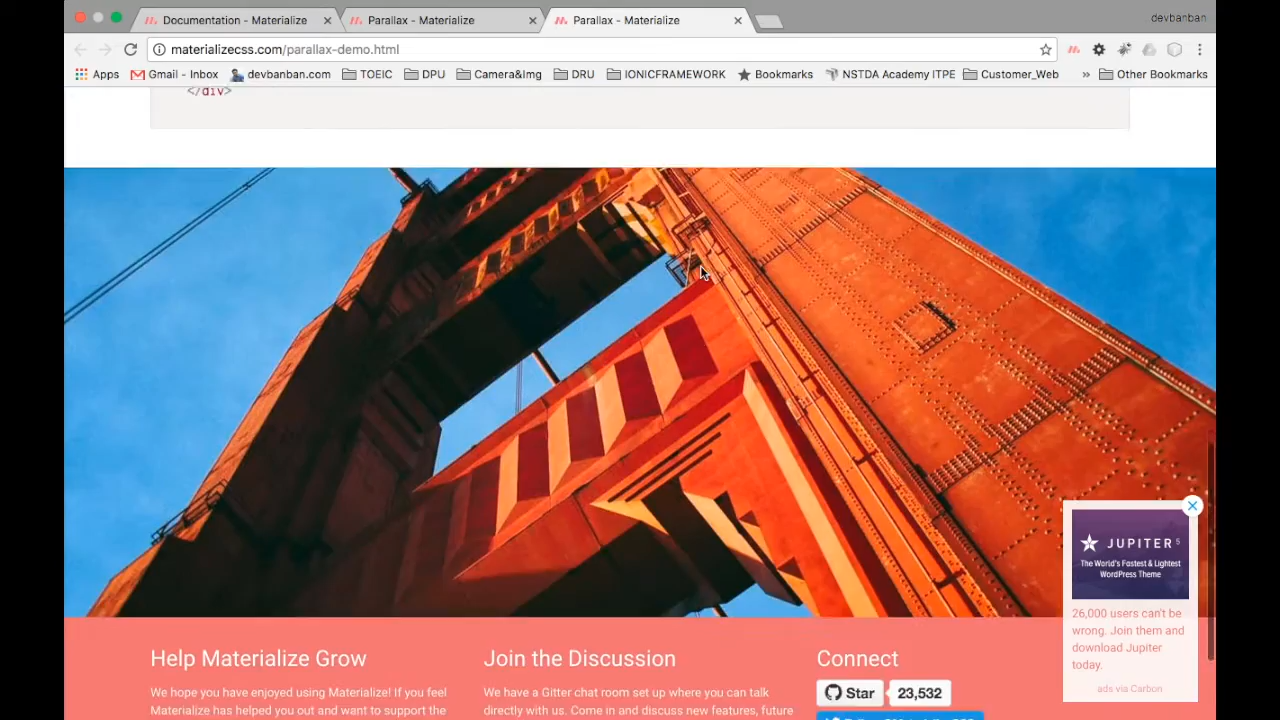 Documentation - Materialize
Parallax - Materialize
Parallax - Materialize
devbanban
materializecss.com/parallax-demo.html
Apps
Gmail - Inbox
devbanban.com
TOEIC
DPU
Camera&Img
DRU
IONICFRAMEWORK
Bookmarks
NSTDA Academy ITPE
Customer_Web
»
Other Bookmarks
</div>
JUPITER 5
The World's Fastest & Lightest
WordPress Theme
26,000 users can't be
wrong. Join them and
download Jupiter
today.
ads via Carbon
Help Materialize Grow
We hope you have enjoyed using Materialize! If you feel
Materialize has helped you out and want to support the
Join the Discussion
We have a Gitter chat room set up where you can talk
directly with us. Come in and discuss new features, future
Connect
Star
23,532